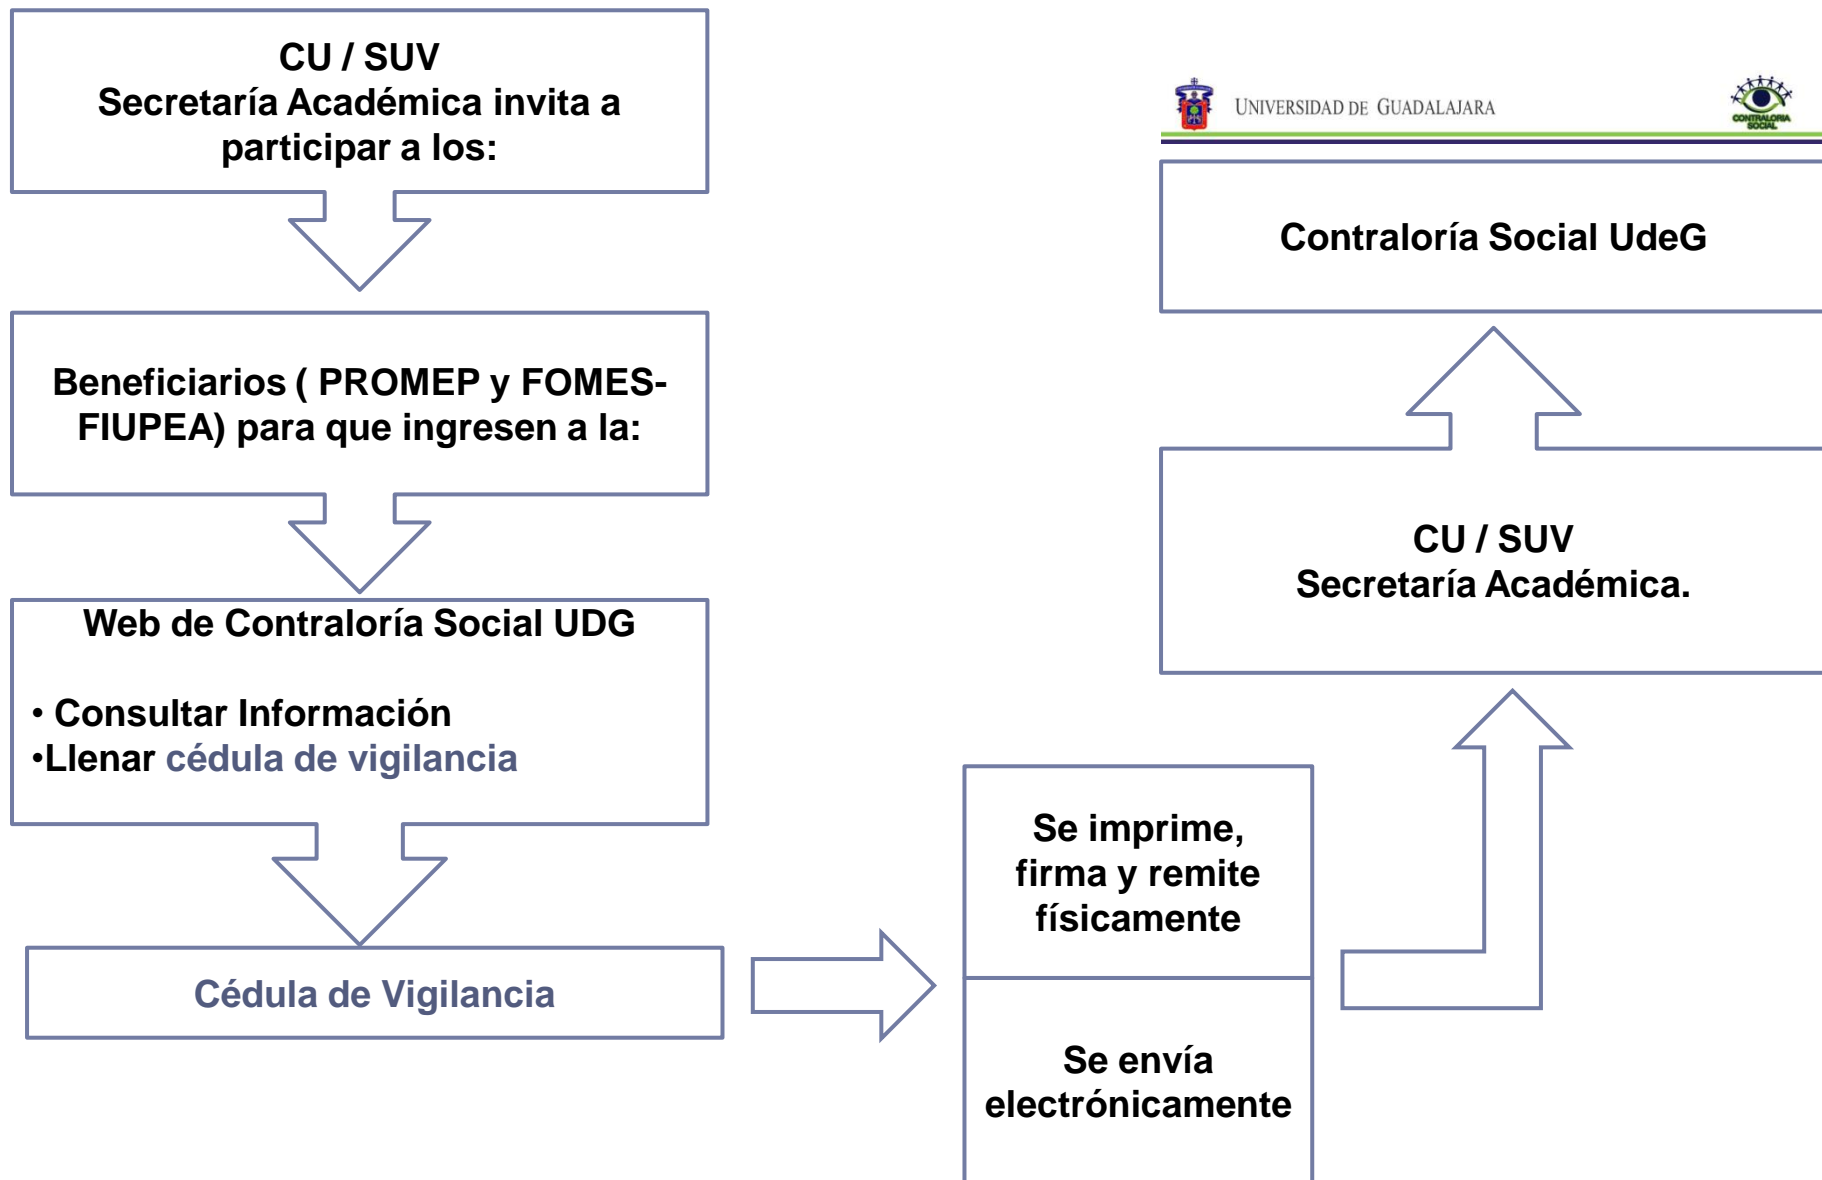 CU / SUV
Secretaría Académica invita a
participar a los:
Beneficiarios ( PROMEP y FOMES-
FIUPEA) para que ingresen a la:
Web de Contraloría Social UDG
• Consultar Información
•Llenar cédula de vigilancia
Cédula de Vigilancia
Se imprime,
firma y remite
físicamente
Se envía
electrónicamente
CU / SUV
Secretaría Académica.
Contraloría Social UdeG
UNIVERSIDAD DE GUADALAJARA
CONTRALORIA
SOCIAL